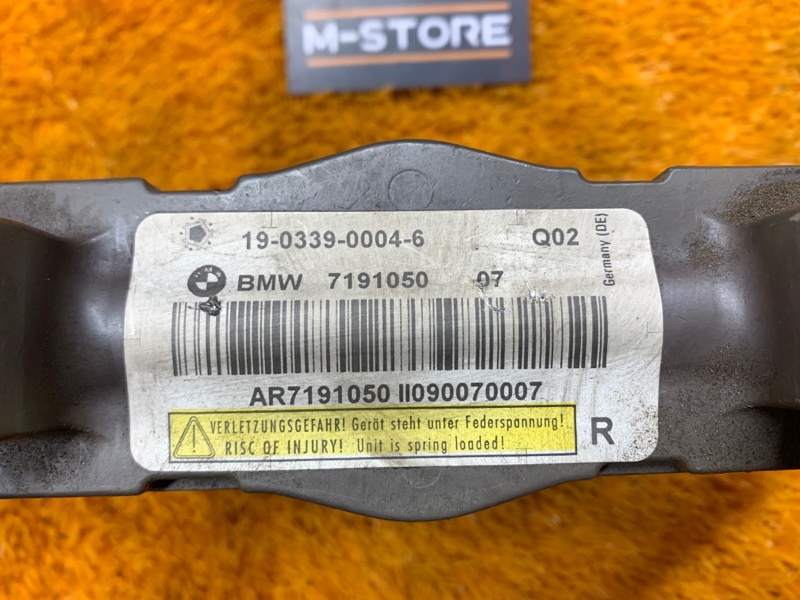 M-STORE
19-0339-0004-6 Q02
BMW 7191050 07
Germany (DE)
AR7191050 II090070007
VERLETZUNGSGEFAHR! Gerät steht unter Federspannung!
RISC OF INJURY! Unit is spring loaded!
R